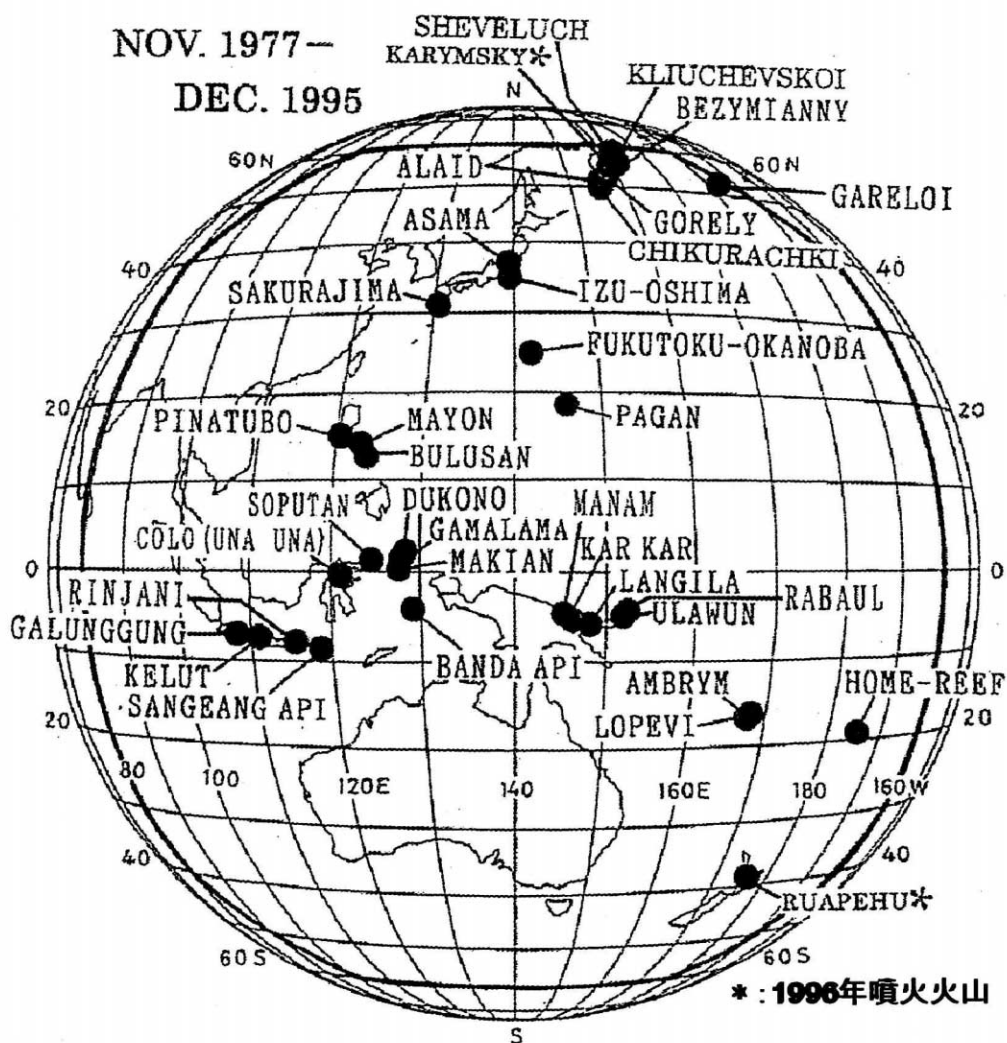 NOV. 1977–
DEC. 1995
SHEVELUCH
KARYMSKY*
KLIUCHEVSKOI
BEZYMIANNY
N
60N
60N
ALAID
GARELOI
ASAMA
GORELY
CHIKURACHKI
40
40
SAKURAJIMA
IZU-OSHIMA
FUKUTOKU-OKANOBA
20
20
PINATUBO
MAYON
PAGAN
BULUSAN
SOPUTAN
DUKONO
MANAM
COLO (UNA UNA)
GAMALAMA
KAR KAR
0
MAKIAN
LANGILA
0
RINJANI
RABAUL
ULAWUN
GALUNGGUNG
KELUT
BANDA API
AMBRYM
HOME-REEF
SANGEANG API
LOPEVI
20
20
80
100
120E
140
160E
180
160W
40
40
RUAPEHU*
60S
60S
*:1996年噴火火山
S